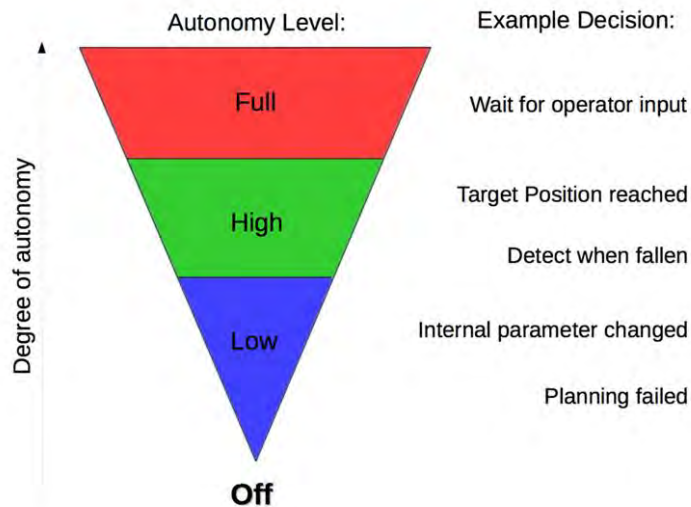 Autonomy Level:
Example Decision:
Full
Wait for operator input
High
Target Position reached
Detect when fallen
Low
Internal parameter changed
Planning failed
Off
Degree of autonomy